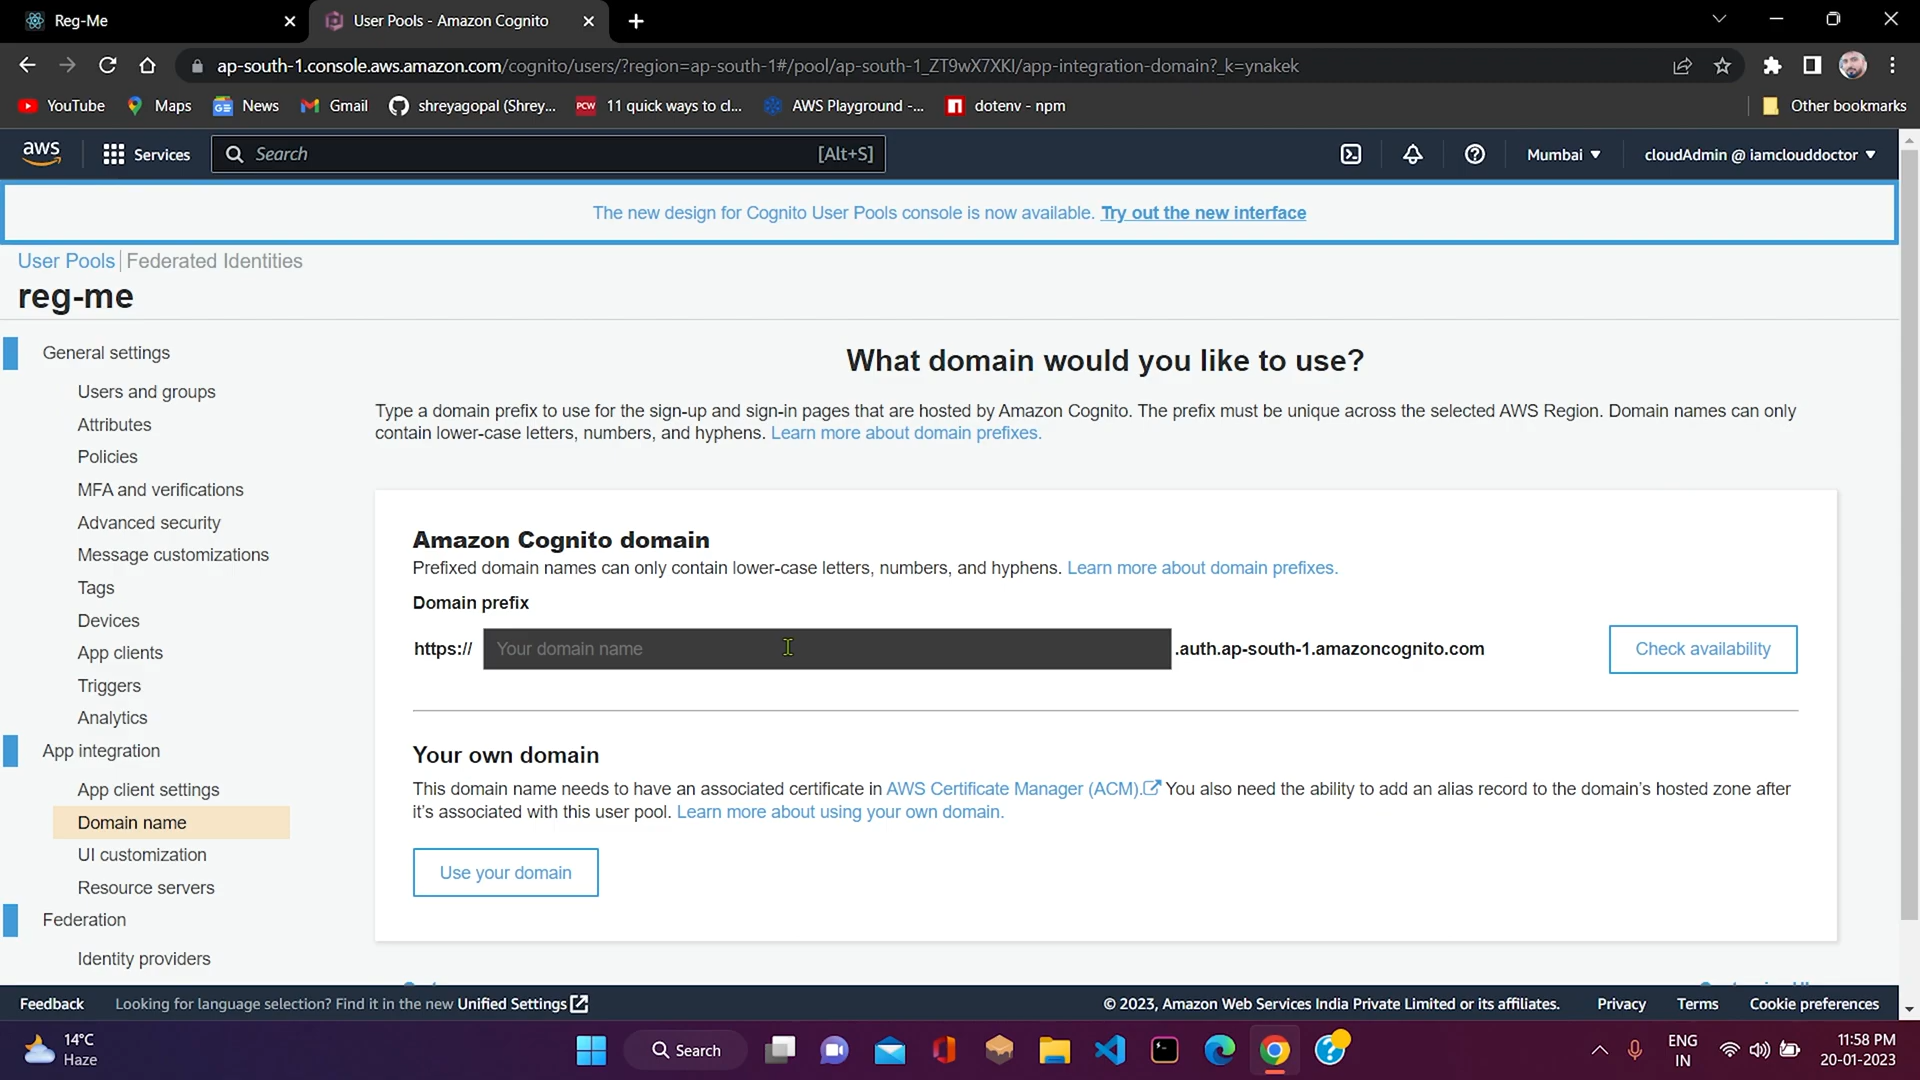 Reg-Me
User Pools - Amazon Cognito
ap-south-1.console.aws.amazon.com/cognito/users/?region=ap-south-1#/pool/ap-south-1_ZT9wX7XKI/app-integration-domain?_k=ynakek
YouTube
Maps
News
Gmail
shreyagopal (Shrey...
PCW
11 quick ways to cl...
AWS Playground -...
dotenv - npm
Other bookmarks
aws
Services
Search
[Alt+S]
Mumbai
cloudAdmin @ iamclouddoctor
The new design for Cognito User Pools console is now available. Try out the new interface
User Pools | Federated Identities
reg-me
General settings
Users and groups
Attributes
Policies
MFA and verifications
Advanced security
Message customizations
Tags
Devices
App clients
Triggers
Analytics
App integration
App client settings
Domain name
UI customization
Resource servers
Federation
Identity providers
What domain would you like to use?
Type a domain prefix to use for the sign-up and sign-in pages that are hosted by Amazon Cognito. The prefix must be unique across the selected AWS Region. Domain names can only
contain lower-case letters, numbers, and hyphens. Learn more about domain prefixes.
Amazon Cognito domain
Prefixed domain names can only contain lower-case letters, numbers, and hyphens. Learn more about domain prefixes.
Domain prefix
https://
Your domain name
.auth.ap-south-1.amazoncognito.com
Check availability
Your own domain
This domain name needs to have an associated certificate in AWS Certificate Manager (ACM). You also need the ability to add an alias record to the domain's hosted zone after
it's associated with this user pool. Learn more about using your own domain.
Use your domain
Feedback
Looking for language selection? Find it in the new Unified Settings
© 2023, Amazon Web Services India Private Limited or its affiliates.
Privacy
Terms
Cookie preferences
14°C
Haze
Search
ENG
IN
11:58 PM
20-01-2023